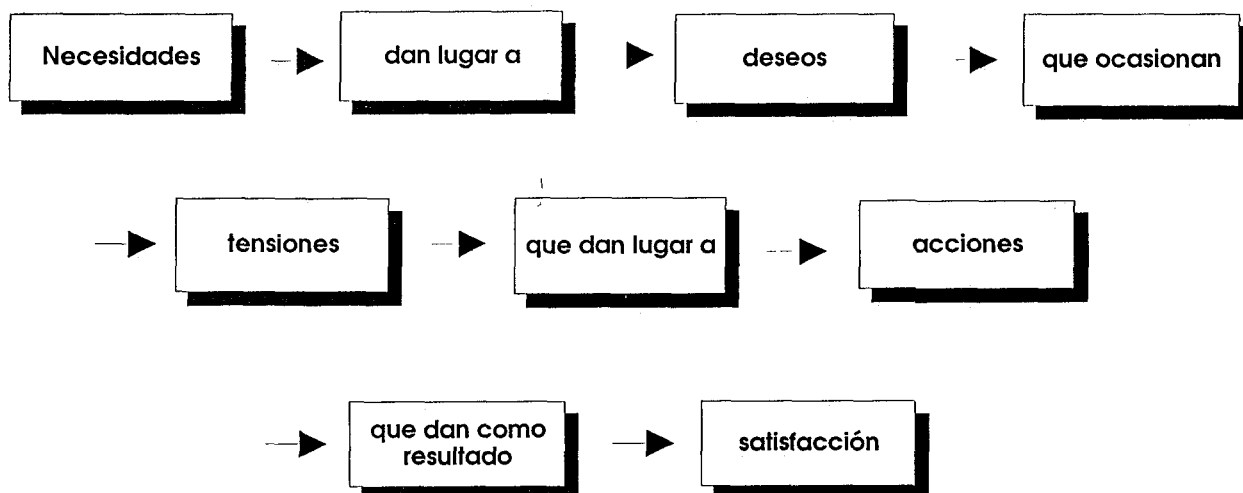 Necesidades
dan lugar a
deseos
que ocasionan
tensiones
que dan lugar a
acciones
que dan como
resultado
satisfacción